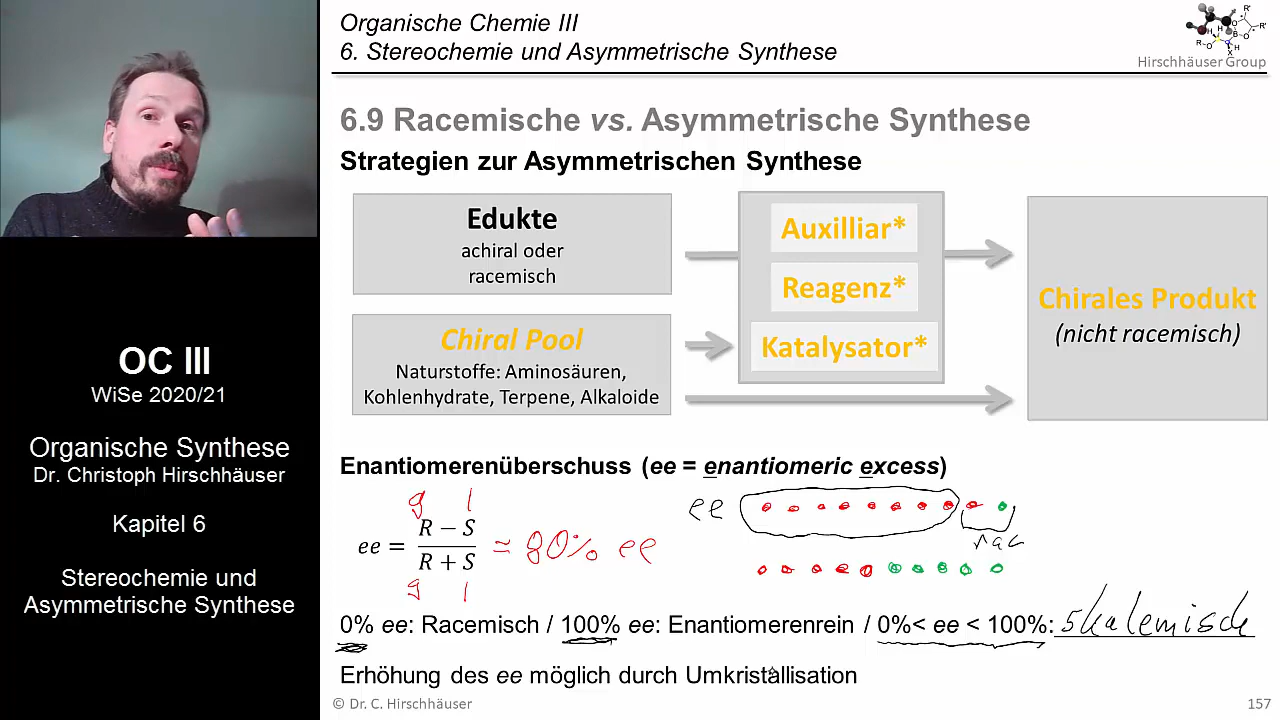 Organische Chemie III
6. Stereochemie und Asymmetrische Synthese
Hirschhäuser Group
OC III
WiSe 2020/21
Organische Synthese
Dr. Christoph Hirschhäuser
Kapitel 6
Stereochemie und
Asymmetrische Synthese
6.9 Racemische vs. Asymmetrische Synthese
Strategien zur Asymmetrischen Synthese
Edukte
achiral oder
racemisch
Chiral Pool
Naturstoffe: Aminosäuren,
Kohlenhydrate, Terpene, Alkaloide
Auxilliar*
Reagenz*
Katalysator*
Chirales Produkt
(nicht racemisch)
Enantiomerenüberschuss (ee = enantiomeric excess)
9 1
ee = R − S / R + S = 80% ee
9 1
ee
rac
0% ee: Racemisch / 100% ee: Enantiomerenrein / 0%< ee < 100%: skalemisch
Erhöhung des ee möglich durch Umkristallisation
© Dr. C. Hirschhäuser
157